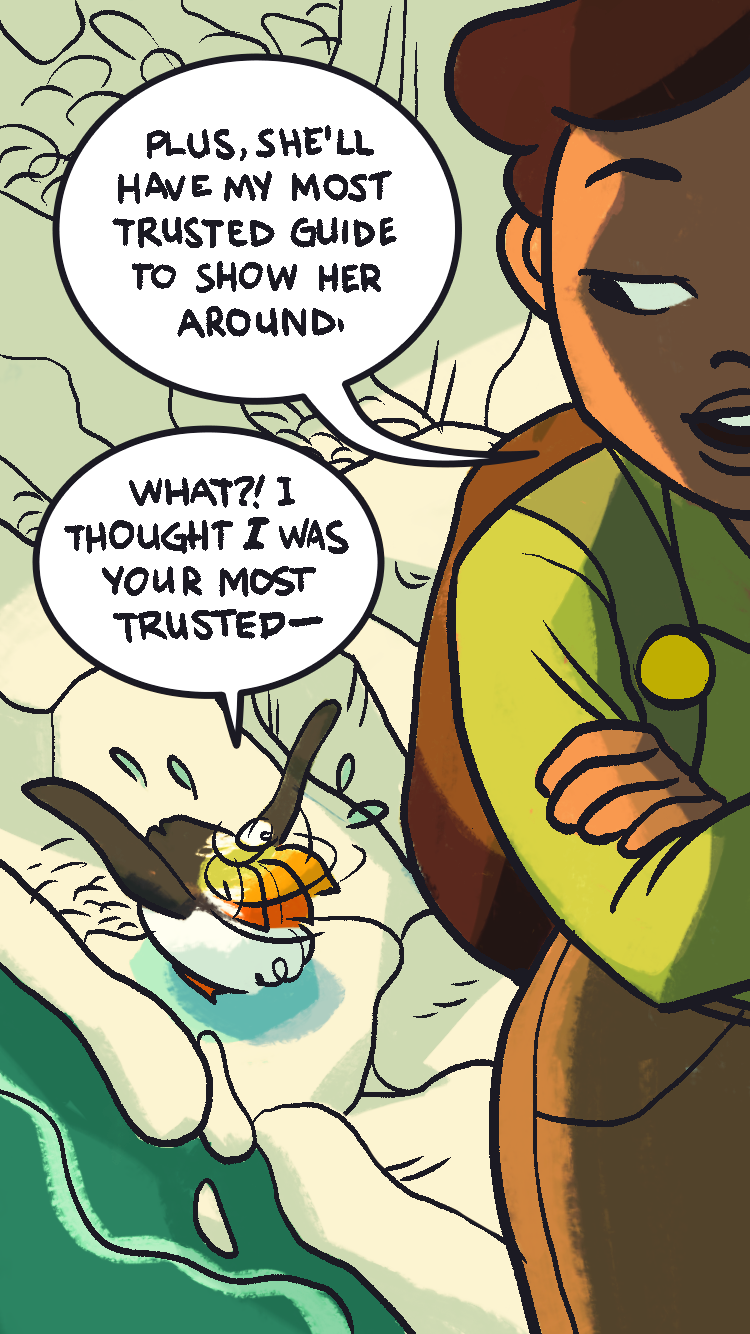 PLUS, SHE'LL
HAVE MY MOST
TRUSTED GUIDE
TO SHOW HER
AROUND.
WHAT?! I
THOUGHT I WAS
YOUR MOST
TRUSTED—